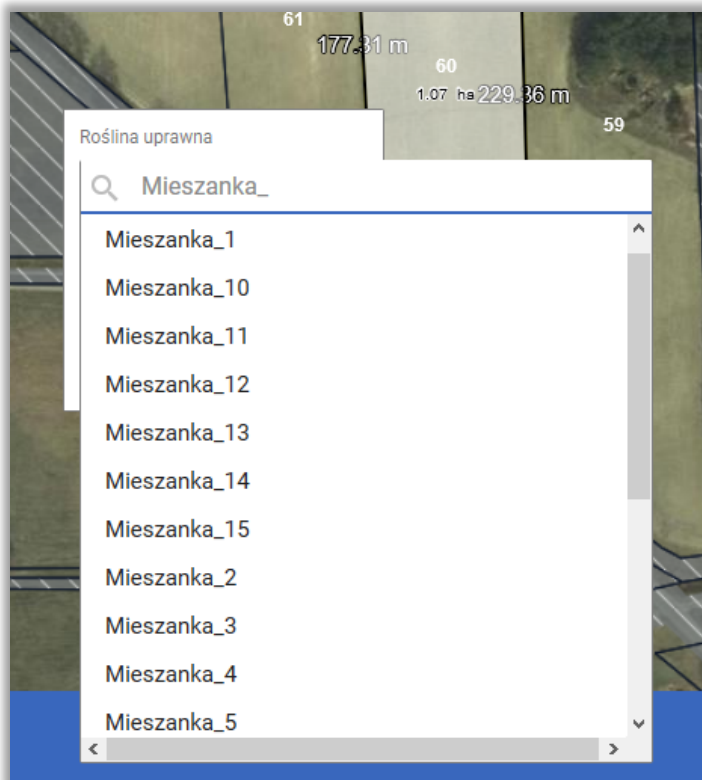 61
177.31 m
60
1.07 ha 229.36 m
59
Roślina uprawna
Mieszanka_
Mieszanka_1
Mieszanka_10
Mieszanka_11
Mieszanka_12
Mieszanka_13
Mieszanka_14
Mieszanka_15
Mieszanka_2
Mieszanka_3
Mieszanka_4
Mieszanka_5